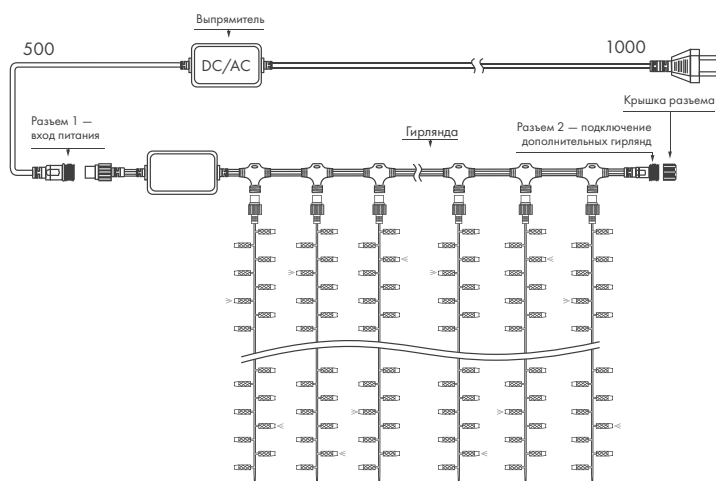 Выпрямитель
500
DC/AC
1000
Крышка разъема
Разъем 1 —
вход питания
Гирлянда
Разъем 2 — подключение
дополнительных гирлянд